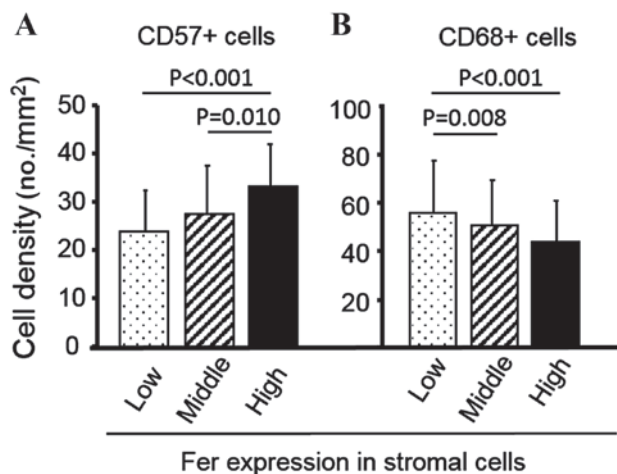 A
CD57+ cells
B
CD68+ cells
P<0.001
P=0.010
P<0.001
P=0.008
Cell density (no./mm²)
50
40
30
20
10
0
100
80
60
40
20
Low
Middle
High
Low
Middle
High
Fer expression in stromal cells